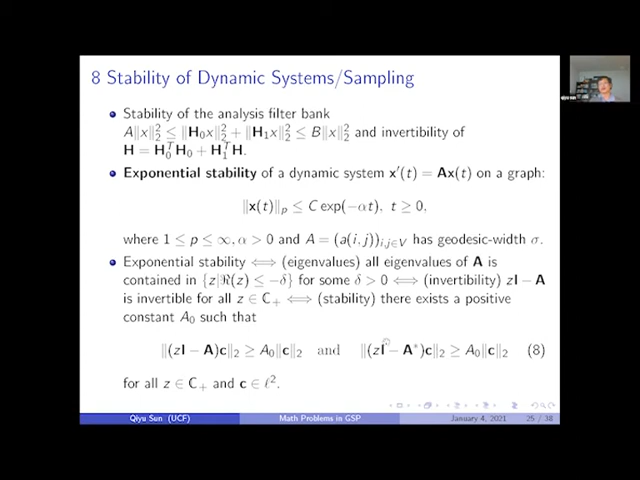 8 Stability of Dynamic Systems/Sampling
Stability of the analysis filter bank
A‖x‖₂² ≤ ‖H₀x‖₂² + ‖H₁x‖₂² ≤ B‖x‖₂² and invertibility of
H = H₀ᵀH₀ + H₁ᵀH.
Exponential stability of a dynamic system x′(t) = Ax(t) on a graph:
‖x(t)‖ₚ ≤ C exp(−αt), t ≥ 0,
where 1 ≤ p ≤ ∞, α > 0 and A = (a(i, j))ᵢ,ⱼ∈V has geodesic-width σ.
Exponential stability ⟺ (eigenvalues) all eigenvalues of A is
contained in {z|ℜ(z) ≤ −δ} for some δ > 0 ⟺ (invertibility) zI − A
is invertible for all z ∈ C₊ ⟺ (stability) there exists a positive
constant A₀ such that
‖(zI − A)c‖₂ ≥ A₀‖c‖₂ and ‖(zI − A*)c‖₂ ≥ A₀‖c‖₂ (8)
for all z ∈ C₊ and c ∈ ℓ².
Qiyu Sun (UCF) Math Problems in GSP January 4, 2021 25 / 38
qiyu sun